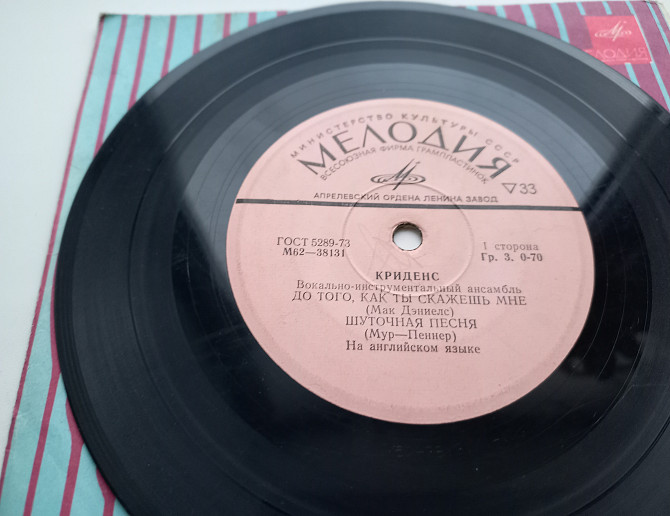 МЕЛОДИЯ
МИНИСТЕРСТВО КУЛЬТУРЫ СССР
МЕЛОДИЯ
ВСЕСОЮЗНАЯ ФИРМА ГРАМПЛАСТИНОК
▽33
АПРЕЛЕВСКИЙ ОРДЕНА ЛЕНИНА ЗАВОД
ГОСТ 5289-73
М62—38131
1 сторона
Гр. 3. 0-70
КРИДЕНС
Вокально-инструментальный ансамбль
ДО ТОГО, КАК ТЫ СКАЖЕШЬ МНЕ
(Мак Дэниелс)
ШУТОЧНАЯ ПЕСНЯ
(Мур—Пеннер)
На английском языке